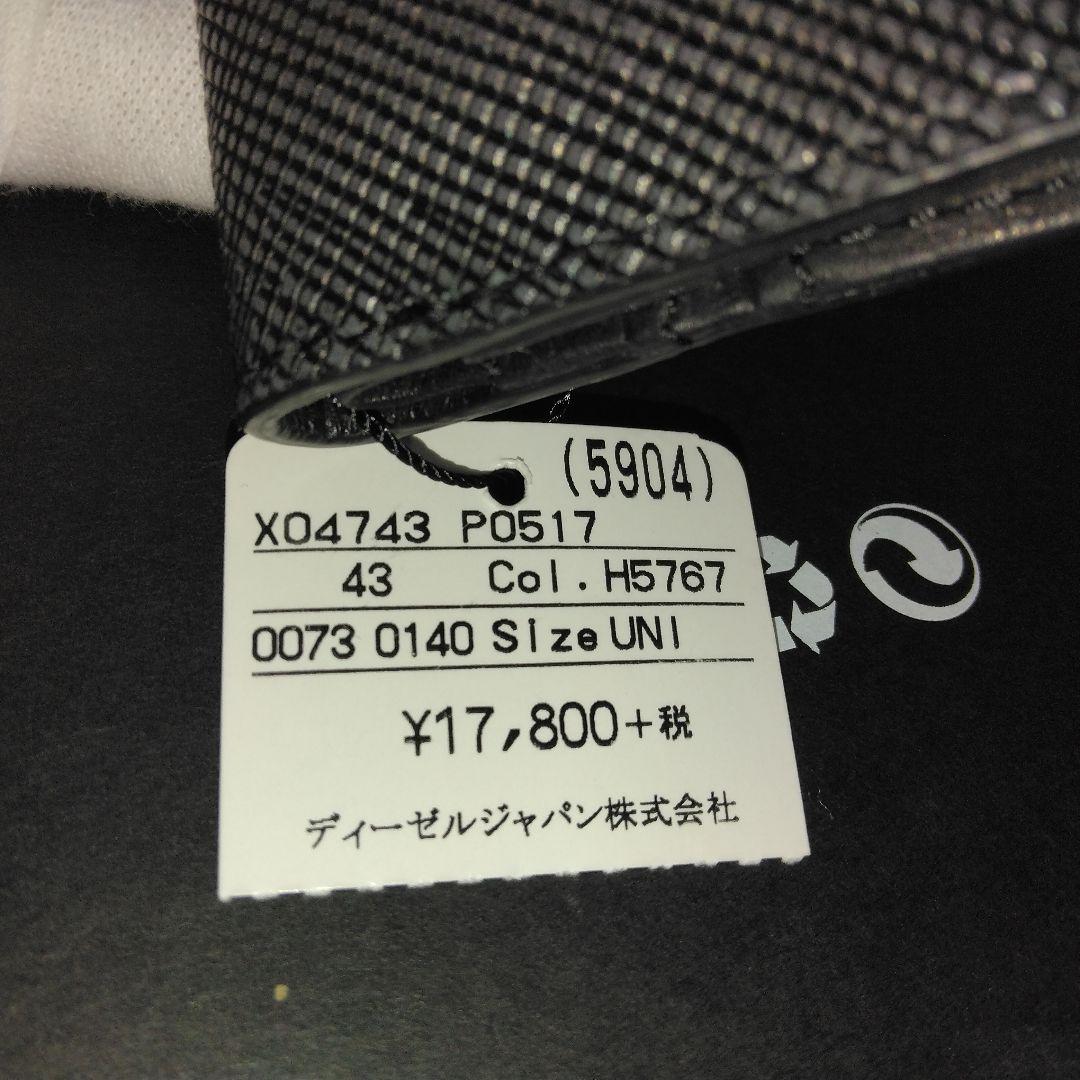 (5904)
X04743 P0517
43 Col.H5767
0073 0140 Size UNI
¥17,800+税
ディーゼルジャパン株式会社